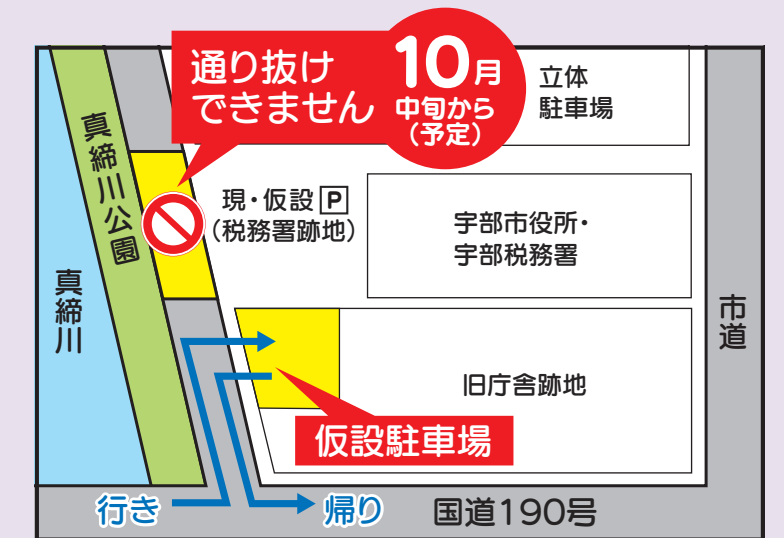 通り抜け
できません
10月
中旬から
（予定）
立体
駐車場
真締川公園
現・仮設P
（税務署跡地）
宇部市役所・
宇部税務署
真締川
市道
旧庁舎跡地
仮設駐車場
行き
帰り
国道190号